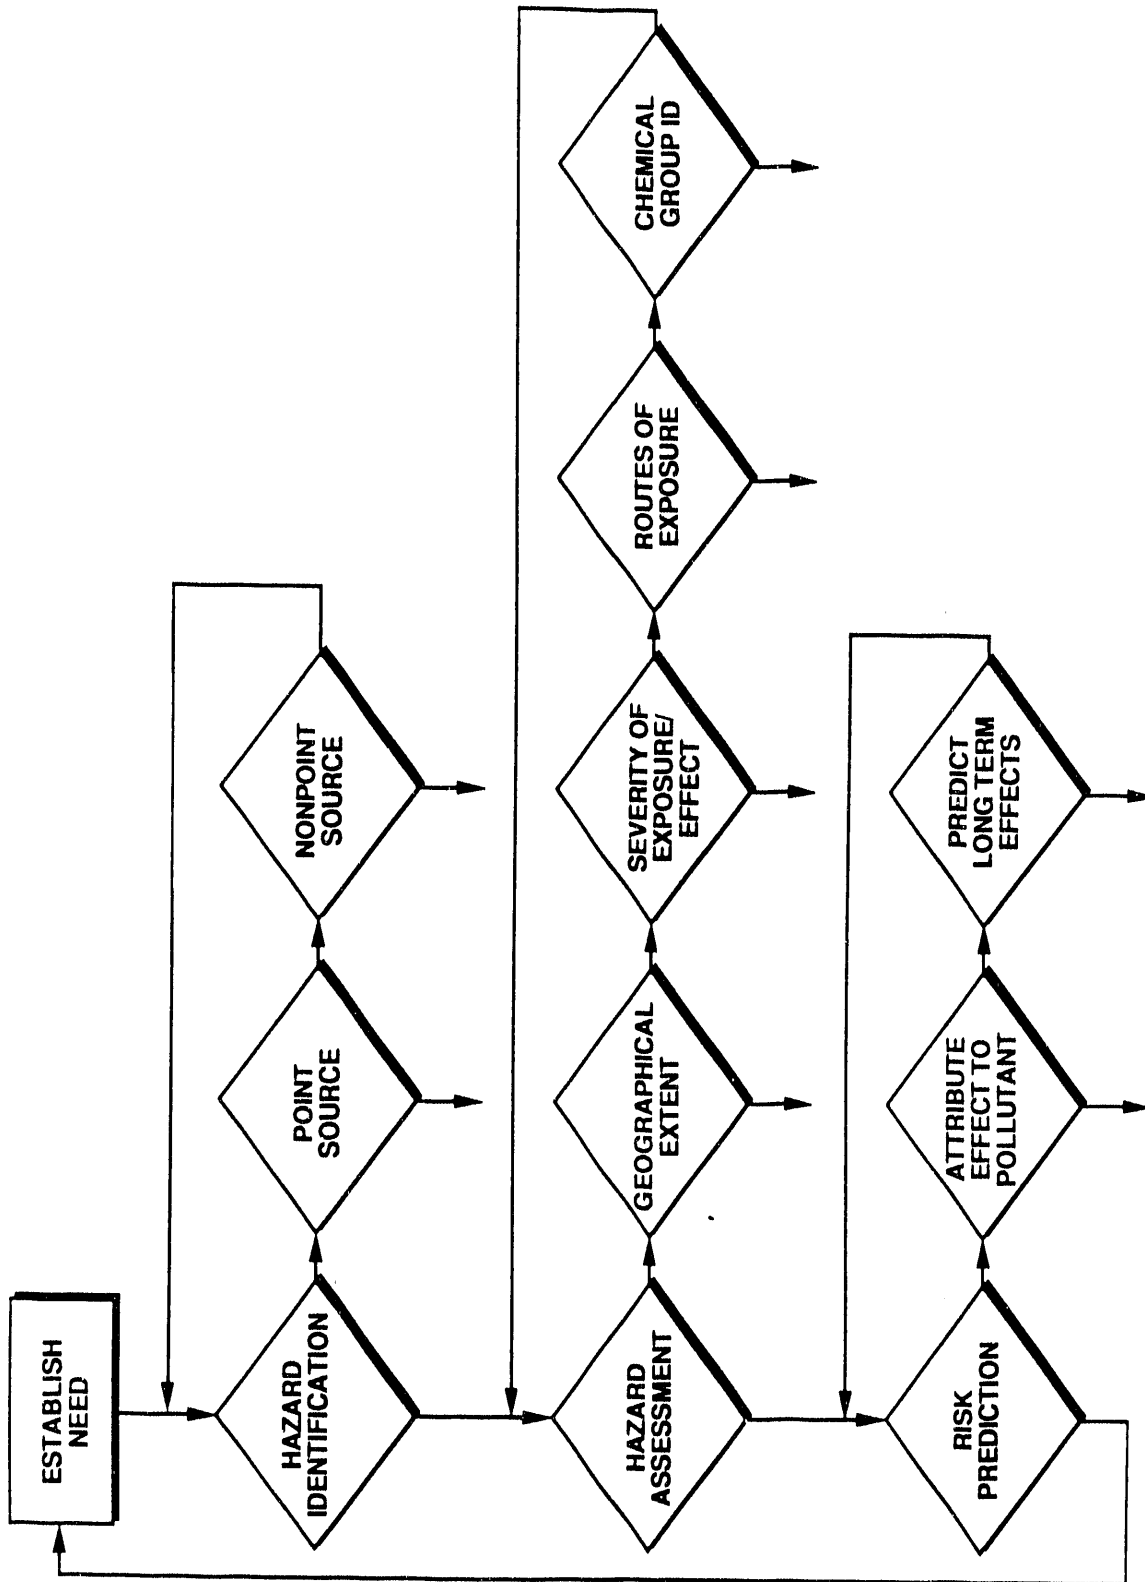 ESTABLISH
NEED
HAZARD
IDENTIFICATION
POINT
SOURCE
NONPOINT
SOURCE
HAZARD
ASSESSMENT
GEOGRAPHICAL
EXTENT
SEVERITY OF
EXPOSURE/
EFFECT
ROUTES OF
EXPOSURE
CHEMICAL
GROUP ID
RISK
PREDICTION
ATTRIBUTE
EFFECT TO
POLLUTANT
PREDICT
LONG TERM
EFFECTS